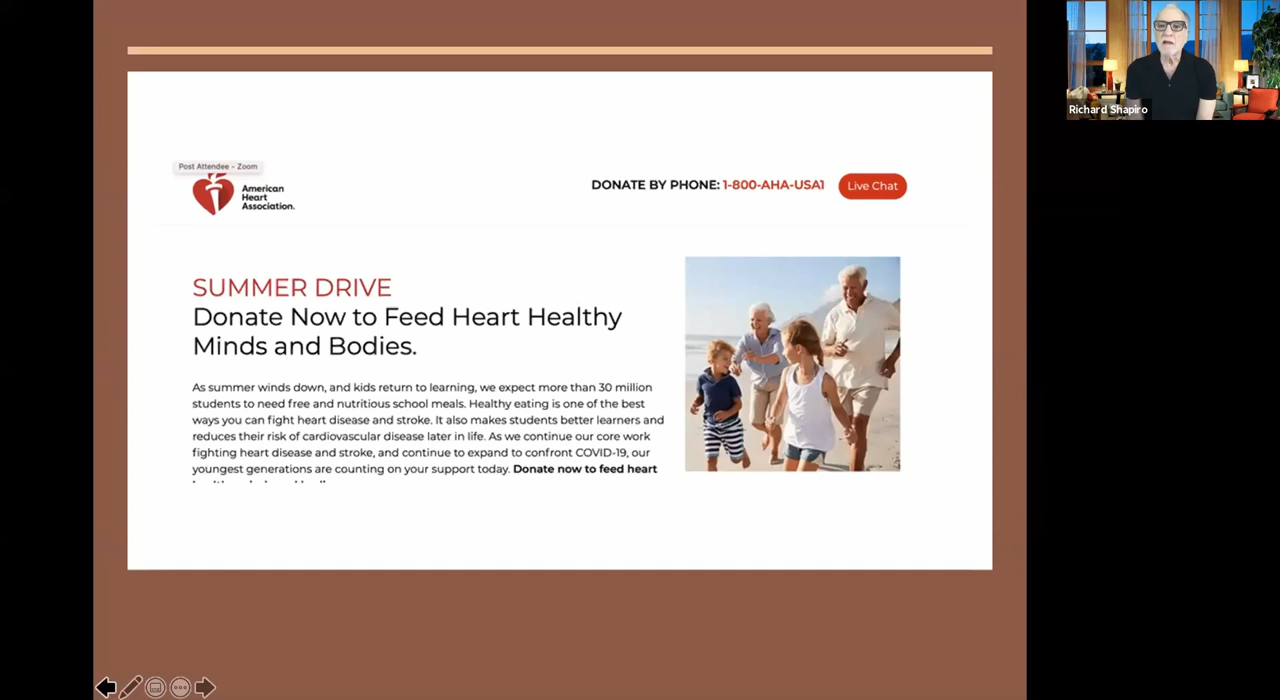 Richard Shapiro
Post Attendee - Zoom
American
Heart
Association.
DONATE BY PHONE: 1-800-AHA-USA1
Live Chat
SUMMER DRIVE
Donate Now to Feed Heart Healthy
Minds and Bodies.
As summer winds down, and kids return to learning, we expect more than 30 million
students to need free and nutritious school meals. Healthy eating is one of the best
ways you can fight heart disease and stroke. It also makes students better learners and
reduces their risk of cardiovascular disease later in life. As we continue our core work
fighting heart disease and stroke, and continue to expand to confront COVID-19, our
youngest generations are counting on your support today. Donate now to feed heart